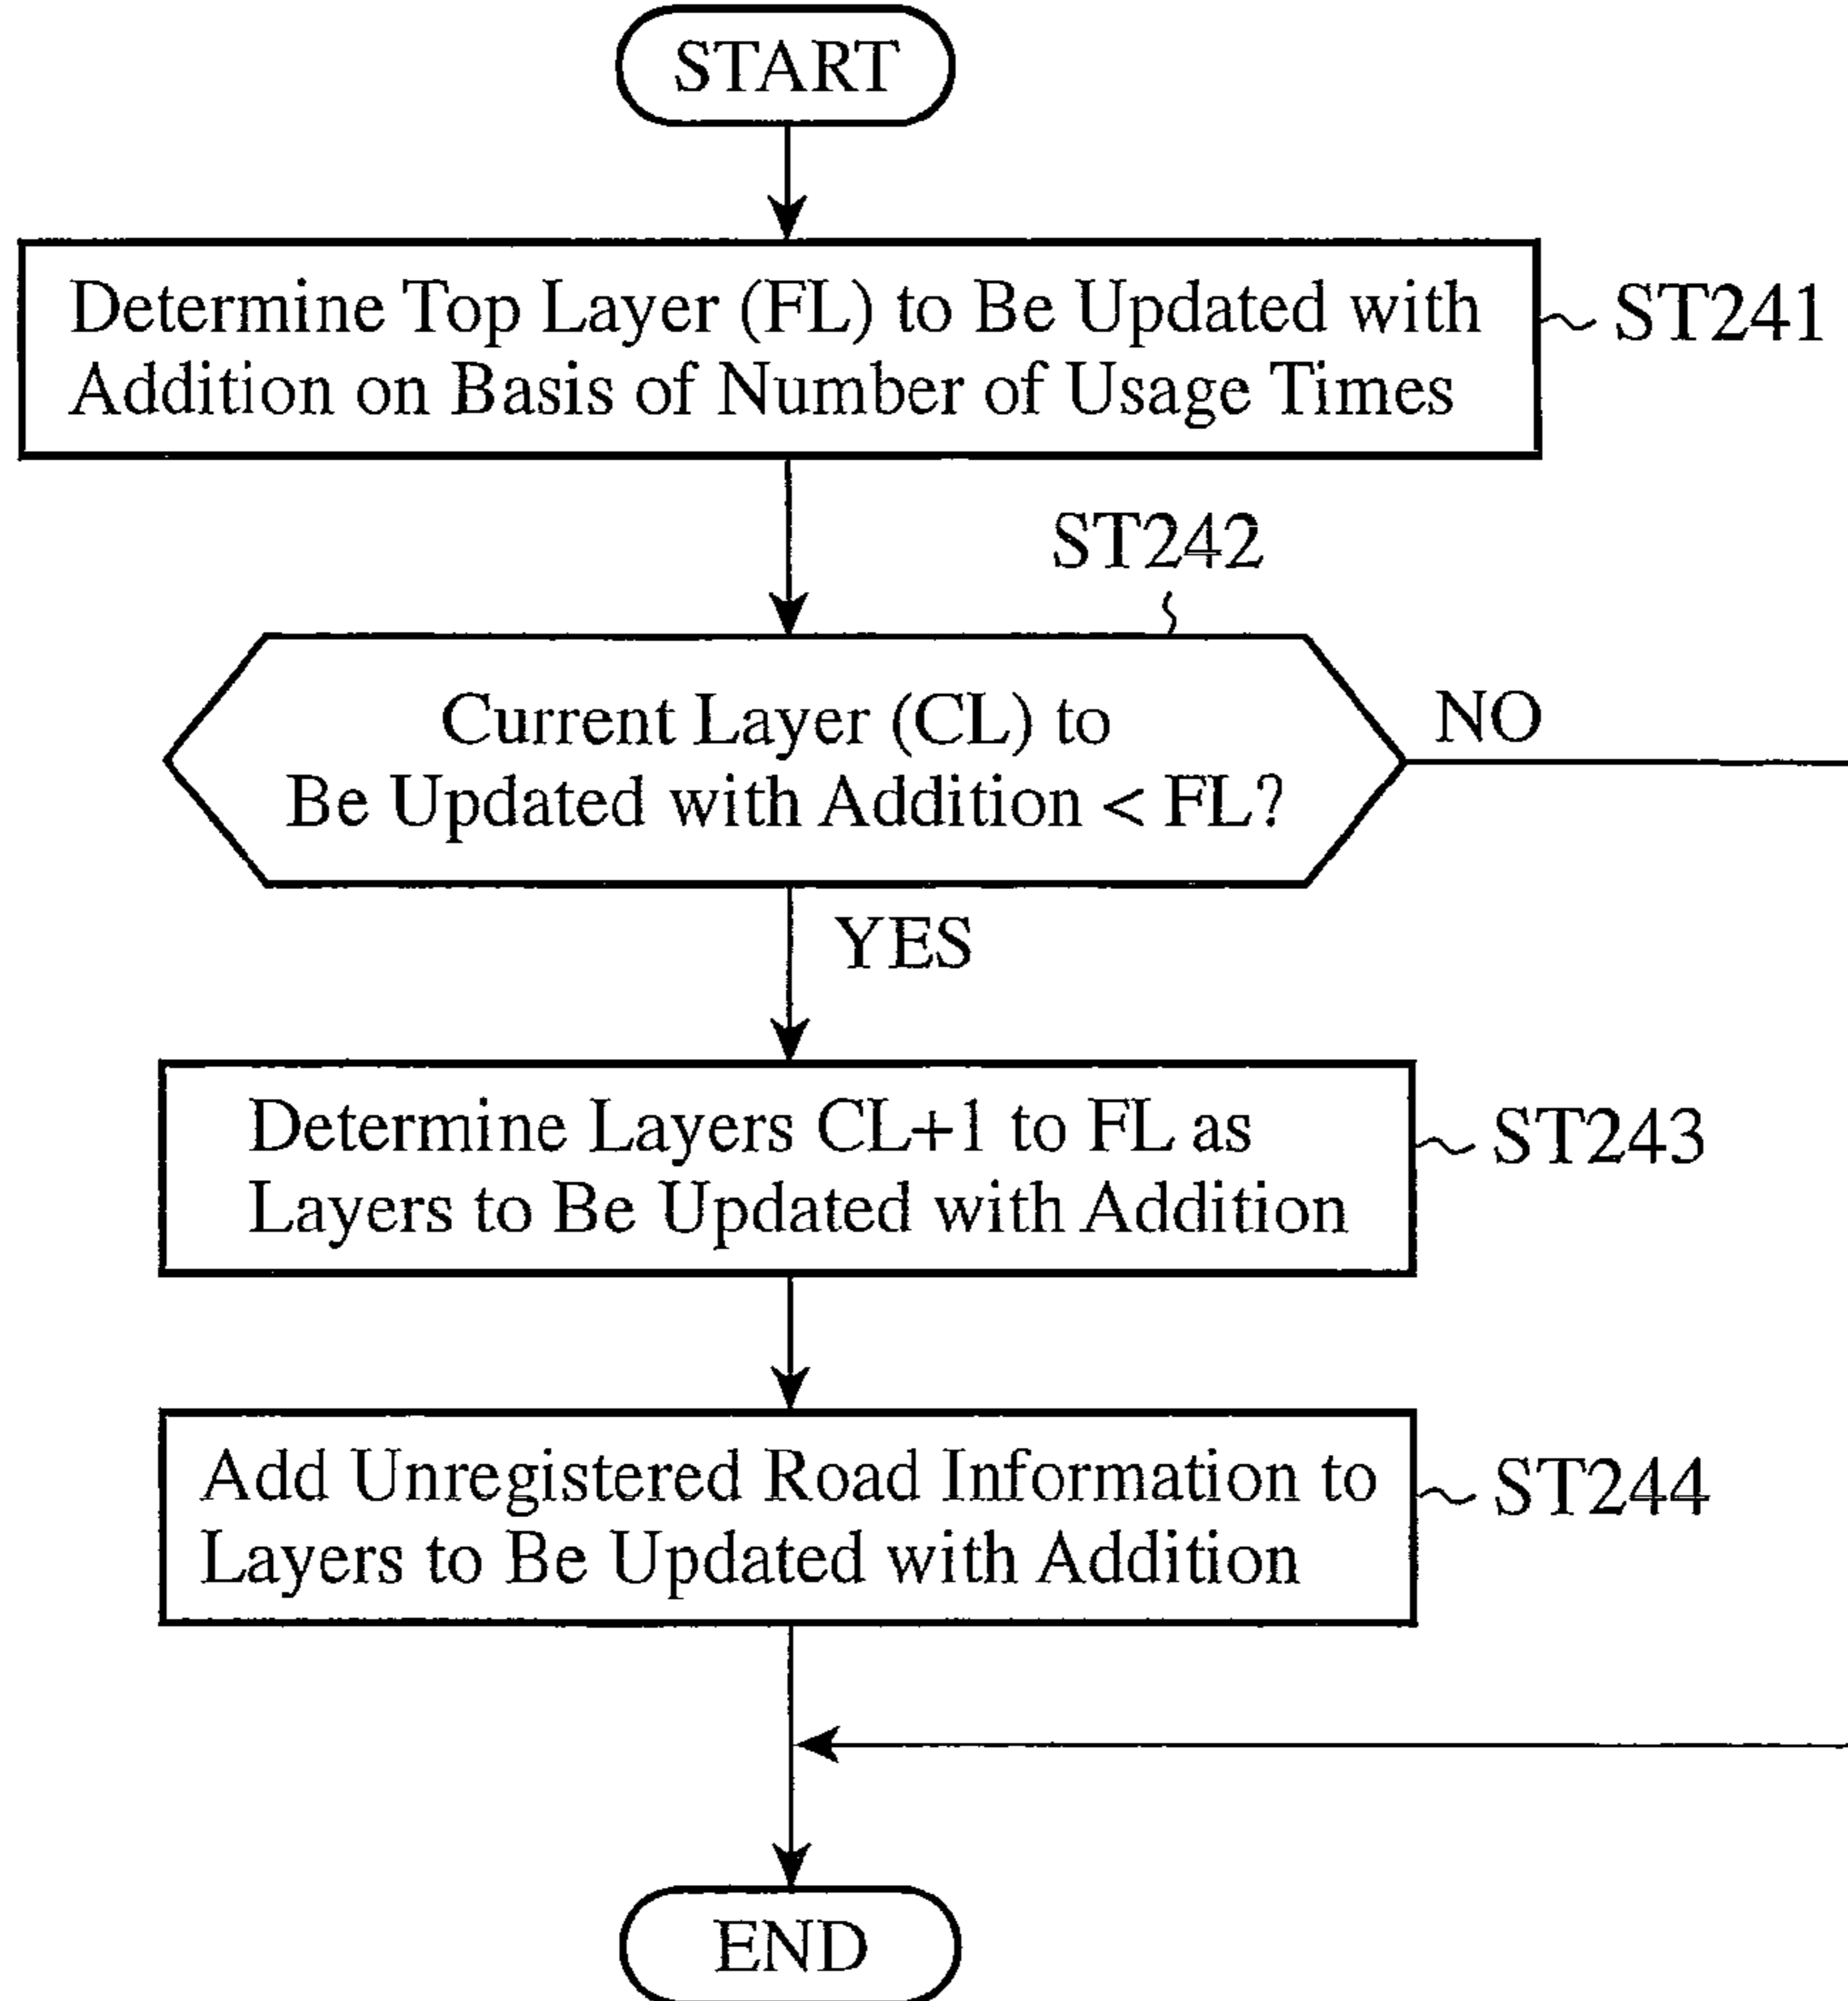 START
Determine Top Layer (FL) to Be Updated with
Addition on Basis of Number of Usage Times
ST241
ST242
Current Layer (CL) to
Be Updated with Addition < FL?
NO
YES
Determine Layers CL+1 to FL as
Layers to Be Updated with Addition
ST243
Add Unregistered Road Information to
Layers to Be Updated with Addition
ST244
END